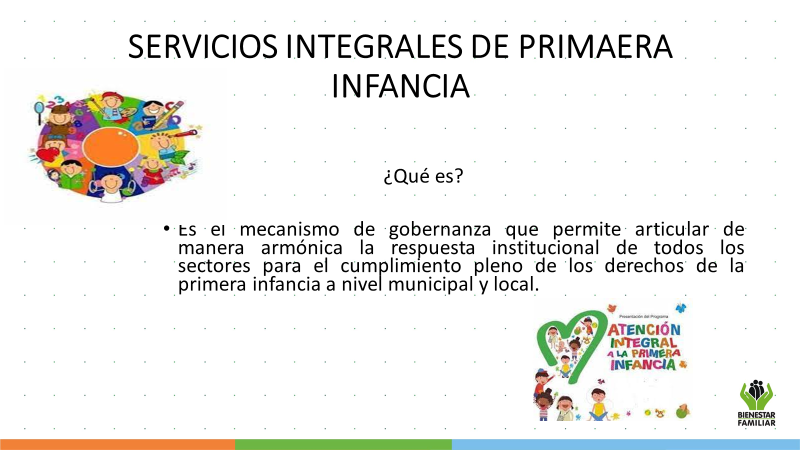 SERVICIOS INTEGRALES DE PRIMAERA
INFANCIA
¿Qué es?
• Es el mecanismo de gobernanza que permite articular de
manera armónica la respuesta institucional de todos los
sectores para el cumplimiento pleno de los derechos de la
primera infancia a nivel municipal y local.
Presentación del Programa
ATENCIÓN
INTEGRAL
A LA PRIMERA
INFANCIA
BIENESTAR
FAMILIAR